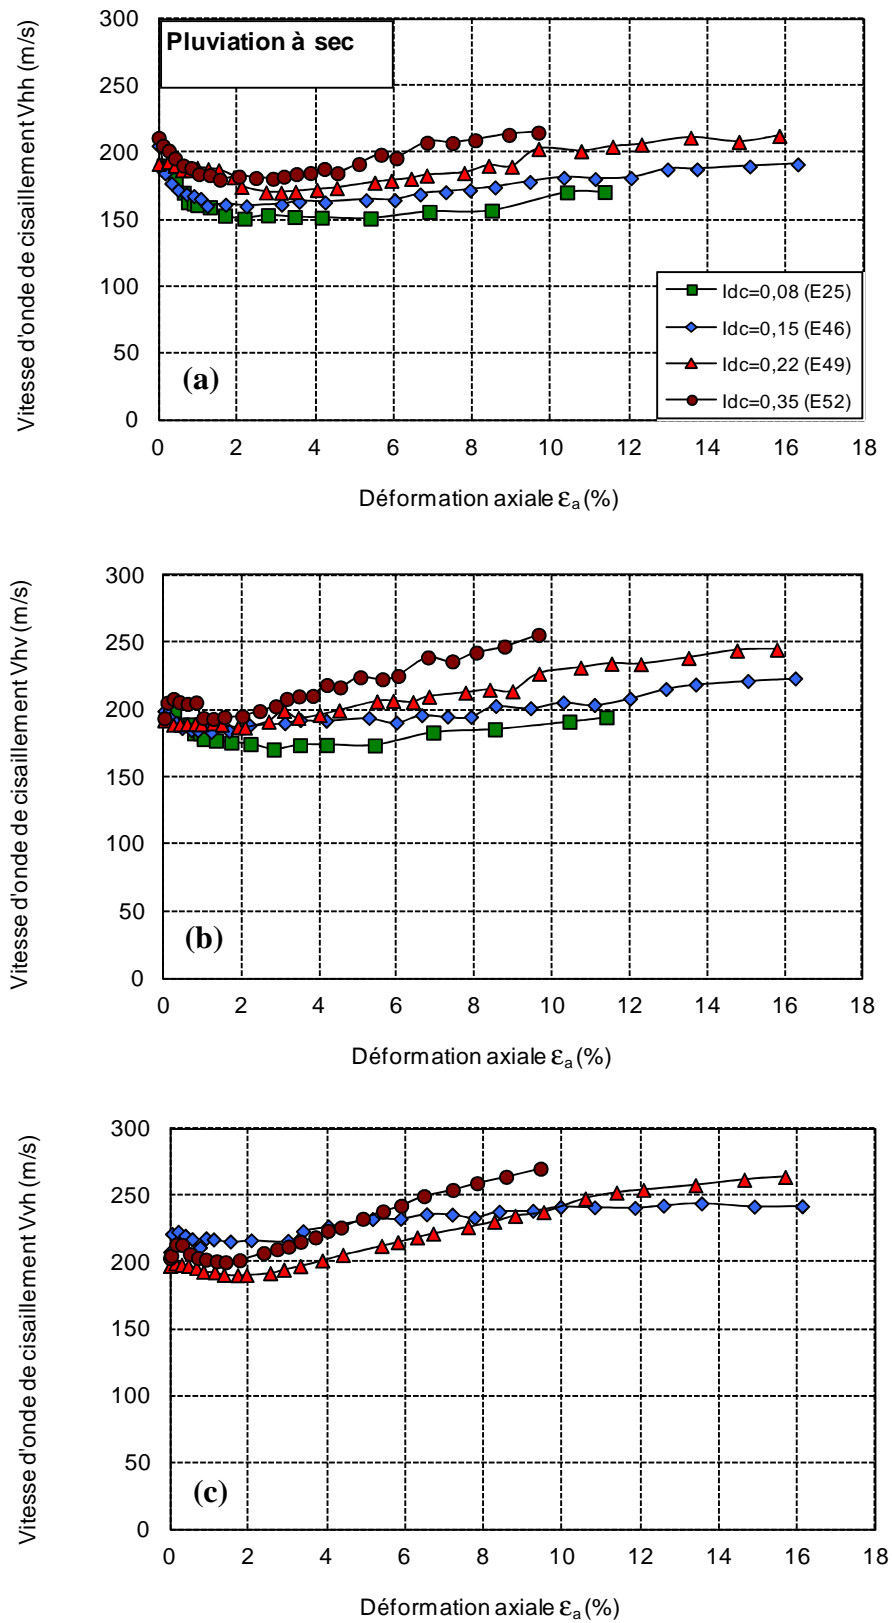 300
Pluviation à sec
250
200
150
100
50
0
Vitesse d'onde de cisaillement Vhh (m/s)
(a)
Idc=0,08 (E25)
Idc=0,15 (E46)
Idc=0,22 (E49)
Idc=0,35 (E52)
0 2 4 6 8 10 12 14 16 18
Déformation axiale εa (%)
300
250
200
150
100
50
0
Vitesse d'onde de cisaillement Vhv (m/s)
(b)
0 2 4 6 8 10 12 14 16 18
Déformation axiale εa (%)
300
250
200
150
100
50
0
Vitesse d'onde de cisaillement Vvh (m/s)
(c)
0 2 4 6 8 10 12 14 16 18
Déformation axiale εa (%)